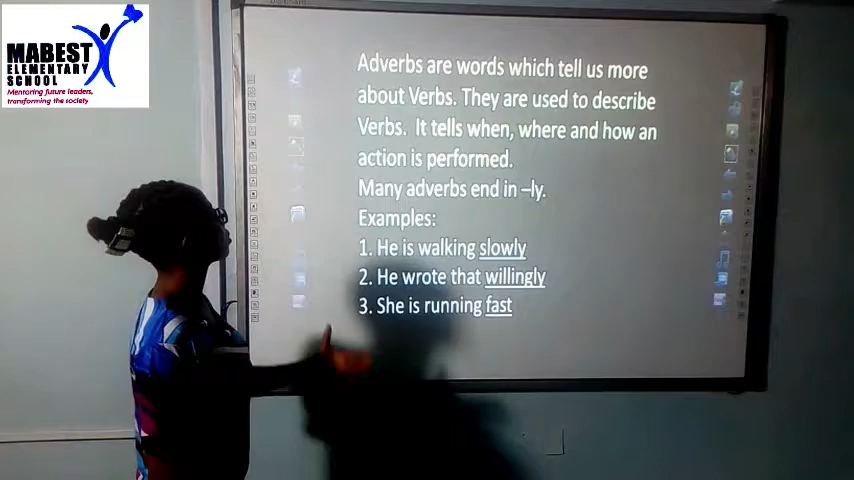 MABEST
ELEMENTARY
SCHOOL
Mentoring future leaders,
transforming the society
Adverbs are words which tell us more
about Verbs. They are used to describe
Verbs. It tells when, where and how an
action is performed.
Many adverbs end in –ly.
Examples:
1. He is walking slowly
2. He wrote that willingly
3. She is running fast